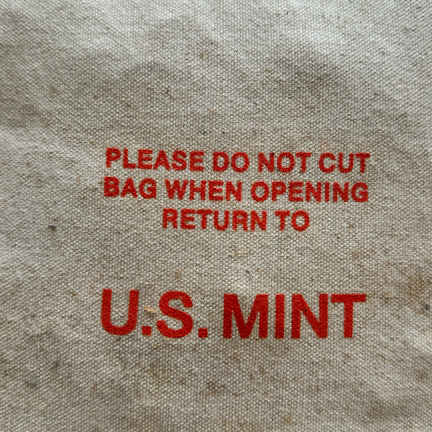 PLEASE DO NOT CUT
BAG WHEN OPENING
RETURN TO
U.S. MINT